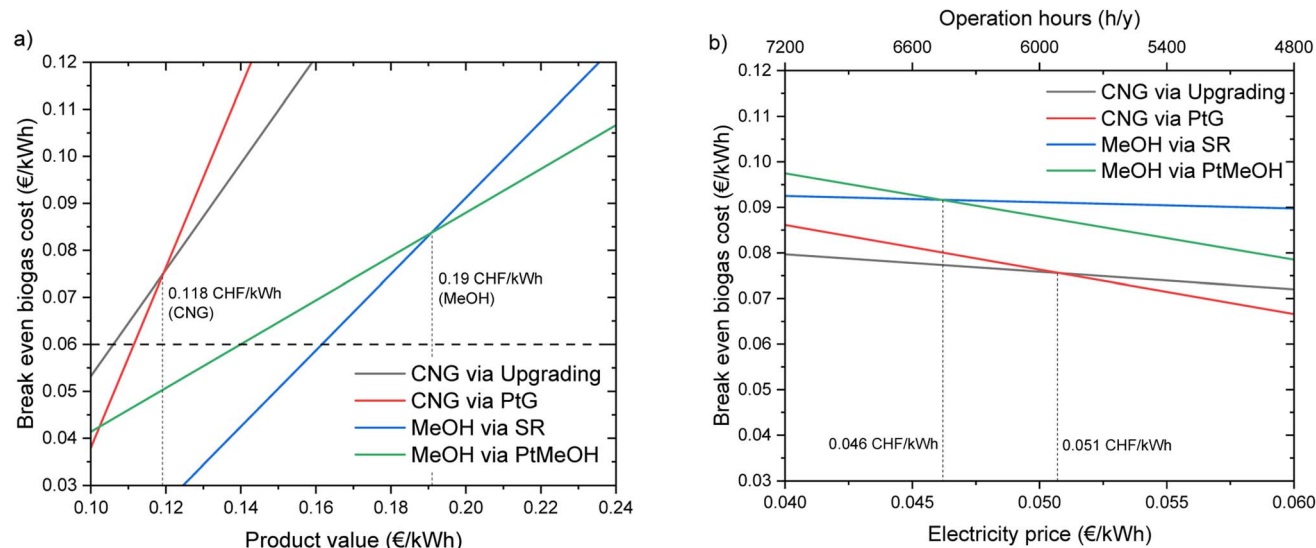 a)
Break even biogas cost (€/kWh)
0.12
0.11
0.10
0.09
0.08
0.07
0.06
0.05
0.04
0.03
0.118 CHF/kWh
(CNG)
0.19 CHF/kWh
(MeOH)
CNG via Upgrading
CNG via PtG
MeOH via SR
MeOH via PtMeOH
0.10 0.12 0.14 0.16 0.18 0.20 0.22 0.24
Product value (€/kWh)
b)
Operation hours (h/y)
7200 6600 6000 5400 4800
Break even biogas cost (€/kWh)
0.12
0.11
0.10
0.09
0.08
0.07
0.06
0.05
0.04
0.03
CNG via Upgrading
CNG via PtG
MeOH via SR
MeOH via PtMeOH
0.046 CHF/kWh
0.051 CHF/kWh
0.040 0.045 0.050 0.055 0.060
Electricity price (€/kWh)